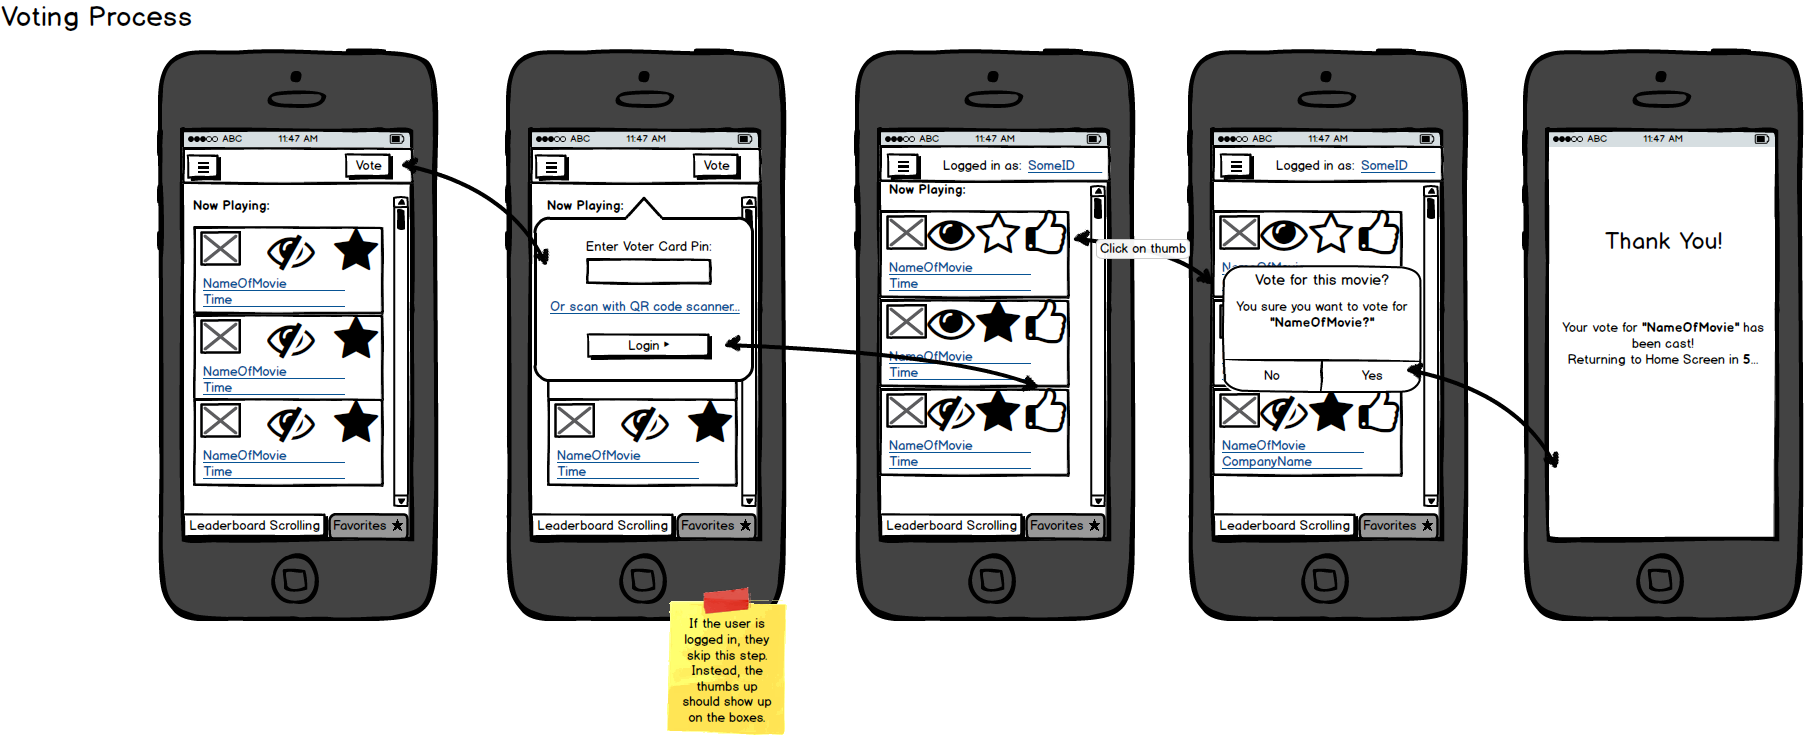 Voting Process
ABC 11:47 AM
Vote
Now Playing:
NameOfMovie
Time
NameOfMovie
Time
NameOfMovie
Time
Leaderboard Scrolling
Favorites
ABC 11:47 AM
Vote
Now Playing:
Enter Voter Card Pin:
Or scan with QR code scanner...
Login
NameOfMovie
Time
Leaderboard Scrolling
Favorites
If the user is
logged in, they
skip this step.
Instead, the
thumbs up
should show up
on the boxes.
ABC 11:47 AM
Logged in as: SomeID
Now Playing:
NameOfMovie
Time
NameOfMovie
Time
NameOfMovie
Time
Leaderboard Scrolling
Favorites
Click on thumb
ABC 11:47 AM
Logged in as: SomeID
Vote for this movie?
You sure you want to vote for
"NameOfMovie?"
No Yes
NameOfMovie
CompanyName
Leaderboard Scrolling
Favorites
ABC 11:47 AM
Thank You!
Your vote for "NameOfMovie" has
been cast!
Returning to Home Screen in 5...